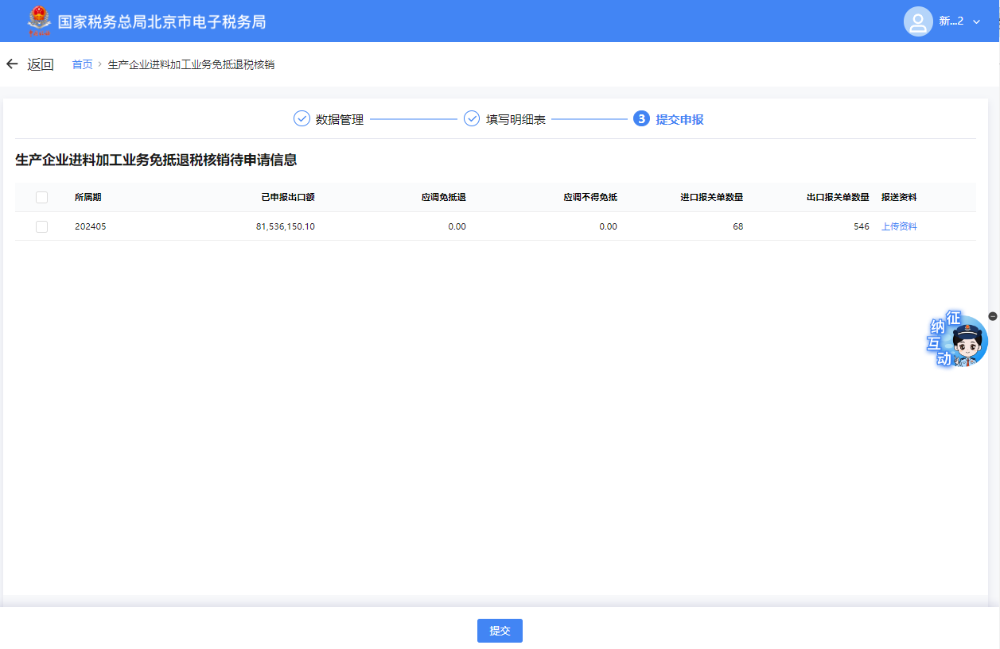 国家税务总局北京市电子税务局
新...2
返回 首页 > 生产企业进料加工业务免抵退税核销
数据管理 填写明细表 3 提交申报
生产企业进料加工业务免抵退税核销待申请信息
所属期 已申报出口额 应调免抵退 应调不得免抵 进口报关单数量 出口报关单数量 报送资料
202405 81,536,150.10 0.00 0.00 68 546 上传资料
征纳互动
提交